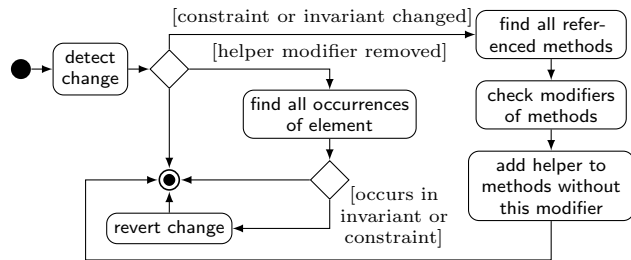 [constraint or invariant changed]
find all refer-
enced methods
detect
change
[helper modifier removed]
find all occurrences
of element
check modifiers
of methods
add helper to
methods without
this modifier
[occurs in
invariant or
constraint]
revert change